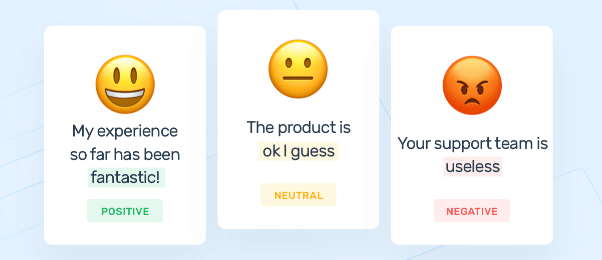 My experience
so far has been
fantastic!
POSITIVE
The product is
ok I guess
NEUTRAL
Your support team is
useless
NEGATIVE